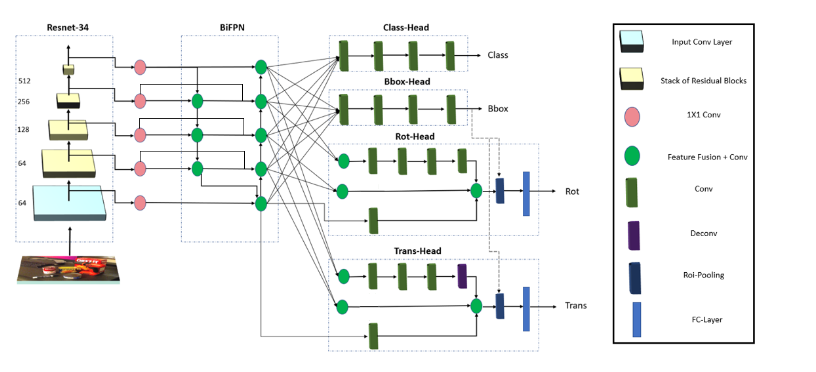 Resnet-34
BiFPN
Class-Head
Class
Input Conv Layer
512
Stack of Residual Blocks
Bbox-Head
256
Bbox
1X1 Conv
128
Rot-Head
Feature Fusion + Conv
64
Rot
Conv
64
Deconv
Trans-Head
Roi-Pooling
Trans
FC-Layer